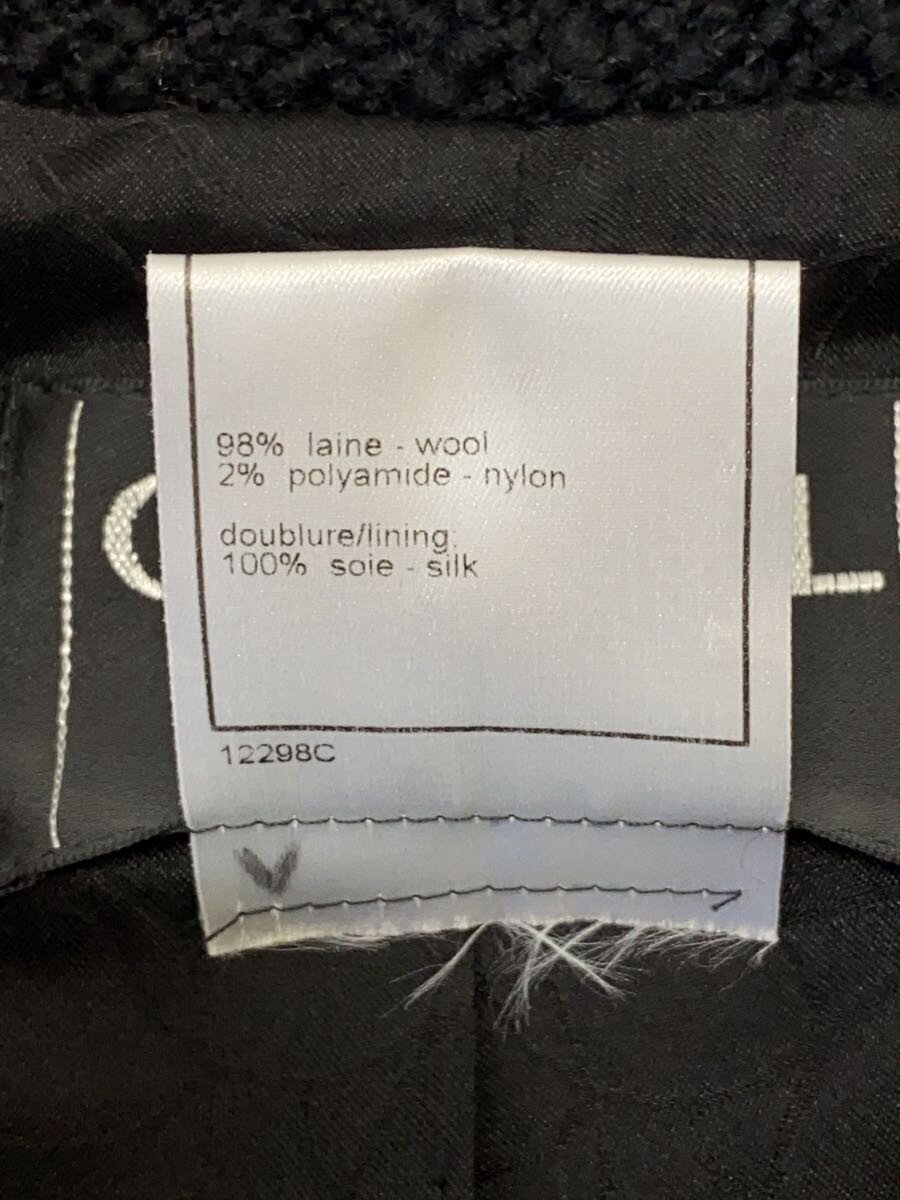 98% laine - wool
2% polyamide - nylon
doublure/lining:
100% soie - silk
12298C